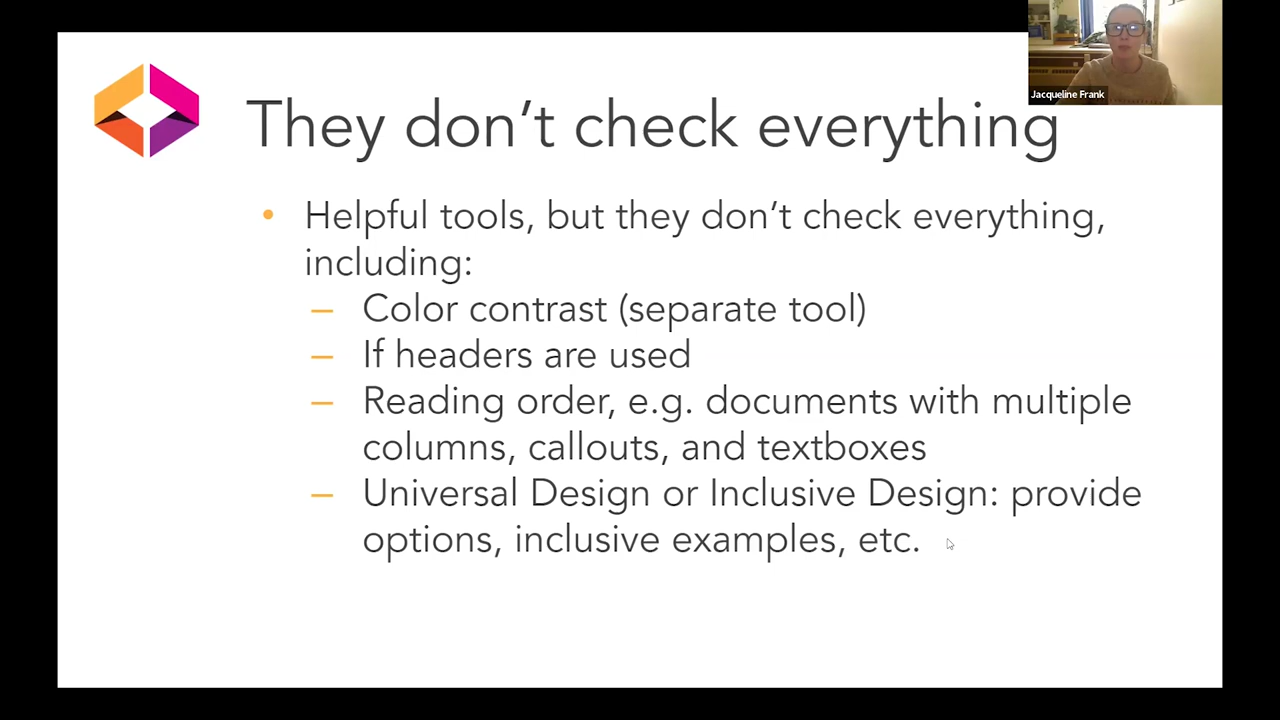 Jacqueline Frank
They don't check everything
• Helpful tools, but they don't check everything,
including:
– Color contrast (separate tool)
– If headers are used
– Reading order, e.g. documents with multiple
columns, callouts, and textboxes
– Universal Design or Inclusive Design: provide
options, inclusive examples, etc.